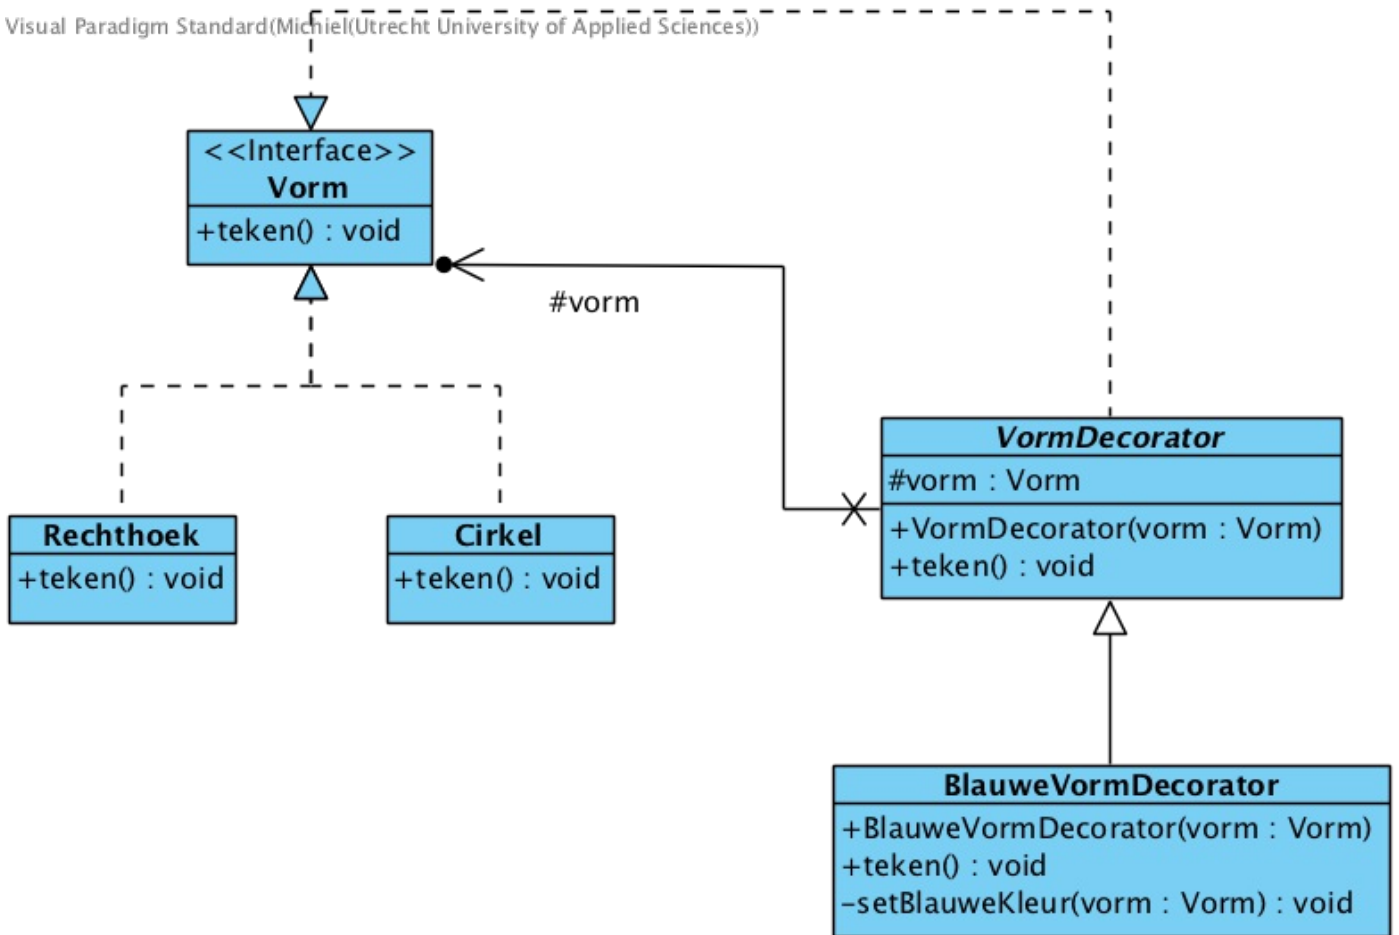 Visual Paradigm Standard(Michiel(Utrecht University of Applied Sciences))
<<Interface>>
Vorm
+teken() : void
#vorm
Rechthoek
+teken() : void
Cirkel
+teken() : void
VormDecorator
#vorm : Vorm
+VormDecorator(vorm : Vorm)
+teken() : void
BlauweVormDecorator
+BlauweVormDecorator(vorm : Vorm)
+teken() : void
-setBlauweKleur(vorm : Vorm) : void